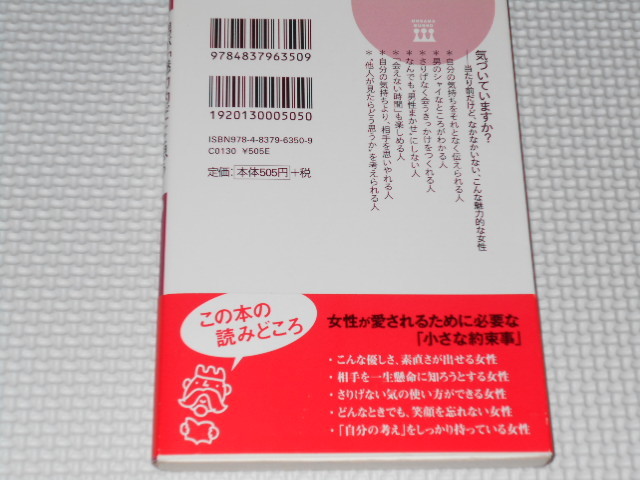 9784837963509
1920130005050
ISBN978-4-8379-6350-9
C0130 ¥505E
定価:本体505円+税
気づいていますか?
――当たり前だけど、なかなかいない、こんな魅力的な女性
*自分の気持ちをそれとなく伝えられる人
*男のシャイなところがわかる人
*さりげなく会うきっかけをつくれる人
*なんでも、“男性まかせ”にしない人
*「会えない時間」も楽しめる人
*自分の気持ちより、相手を思いやれる人
*“他人が見たらどう思うか”を考えられる人
この本の
読みどころ
女性が愛されるために必要な
「小さな約束事」
・こんな優しさ、素直さが出せる女性
・相手を一生懸命に知ろうとする女性
・さりげない気の使い方ができる女性
・どんなときでも、笑顔を忘れない女性
・「自分の考え」をしっかり持っている女性